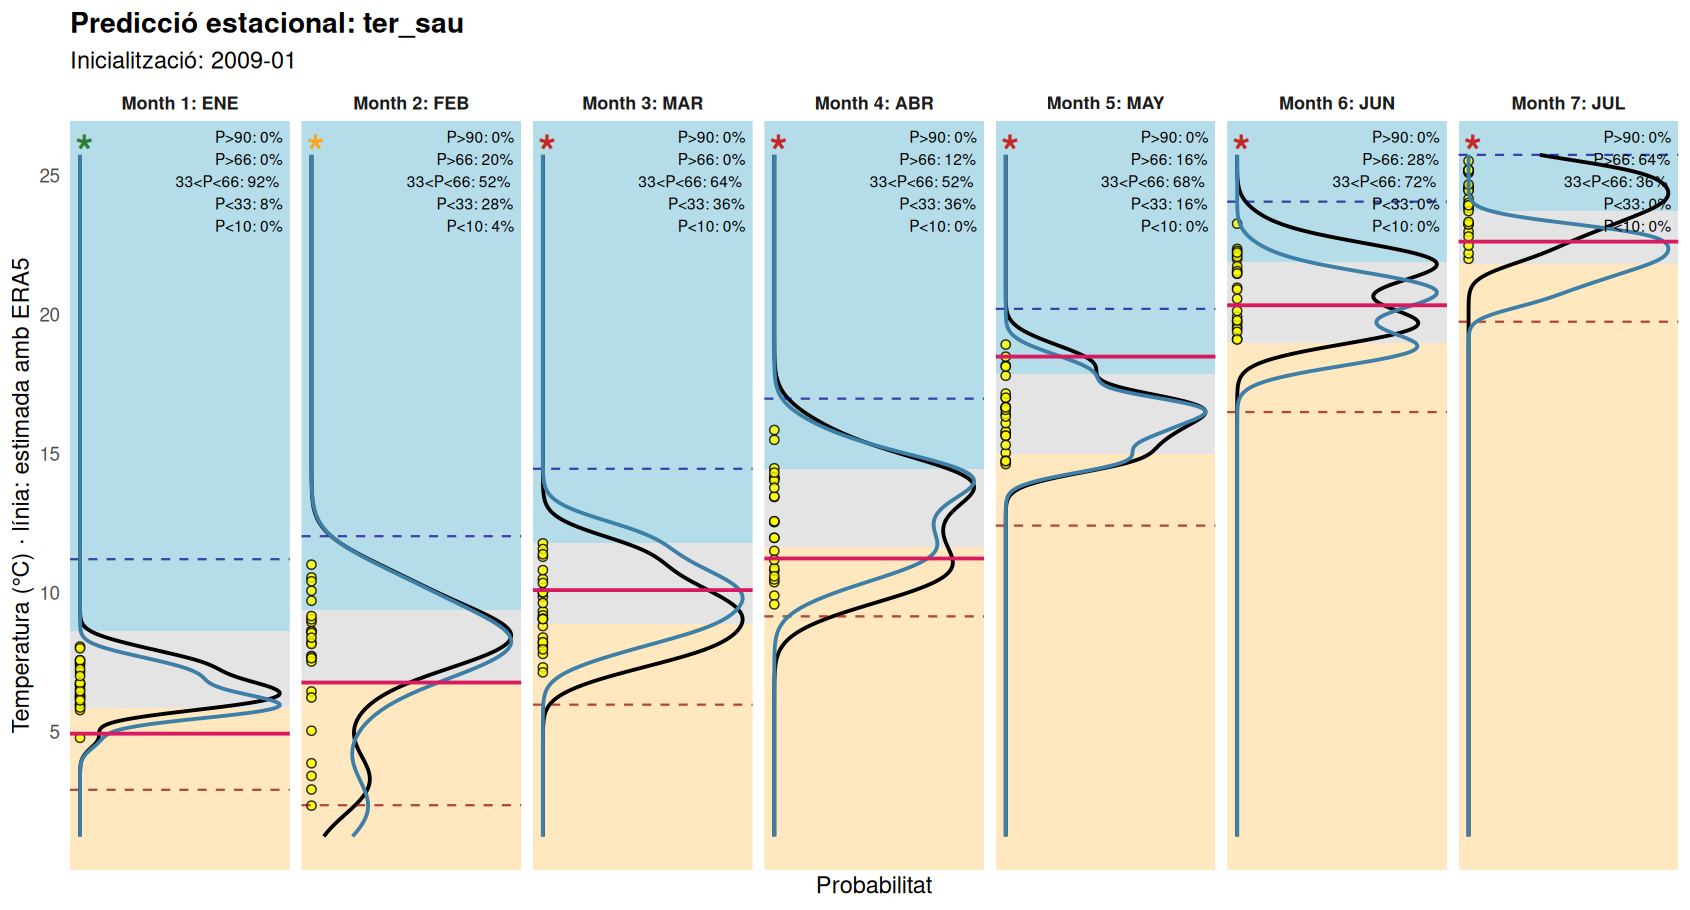 Predicció estacional: ter_sau
Inicialització: 2009-01
Month 1: ENE
Month 2: FEB
Month 3: MAR
Month 4: ABR
Month 5: MAY
Month 6: JUN
Month 7: JUL
P>90: 0%
P>66: 0%
33<P<66: 92%
P<33: 8%
P<10: 0%
P>90: 0%
P>66: 20%
33<P<66: 52%
P<33: 28%
P<10: 4%
P>90: 0%
P>66: 0%
33<P<66: 64%
P<33: 36%
P<10: 0%
P>90: 0%
P>66: 12%
33<P<66: 52%
P<33: 36%
P<10: 0%
P>90: 0%
P>66: 16%
33<P<66: 68%
P<33: 16%
P<10: 0%
P>90: 0%
P>66: 28%
33<P<66: 72%
P<33: 0%
P<10: 0%
P>90: 0%
P>66: 64%
33<P<66: 36%
P<33: 0%
P<10: 0%
25
20
15
10
5
Temperatura (°C) · línia: estimada amb ERA5
Probabilitat